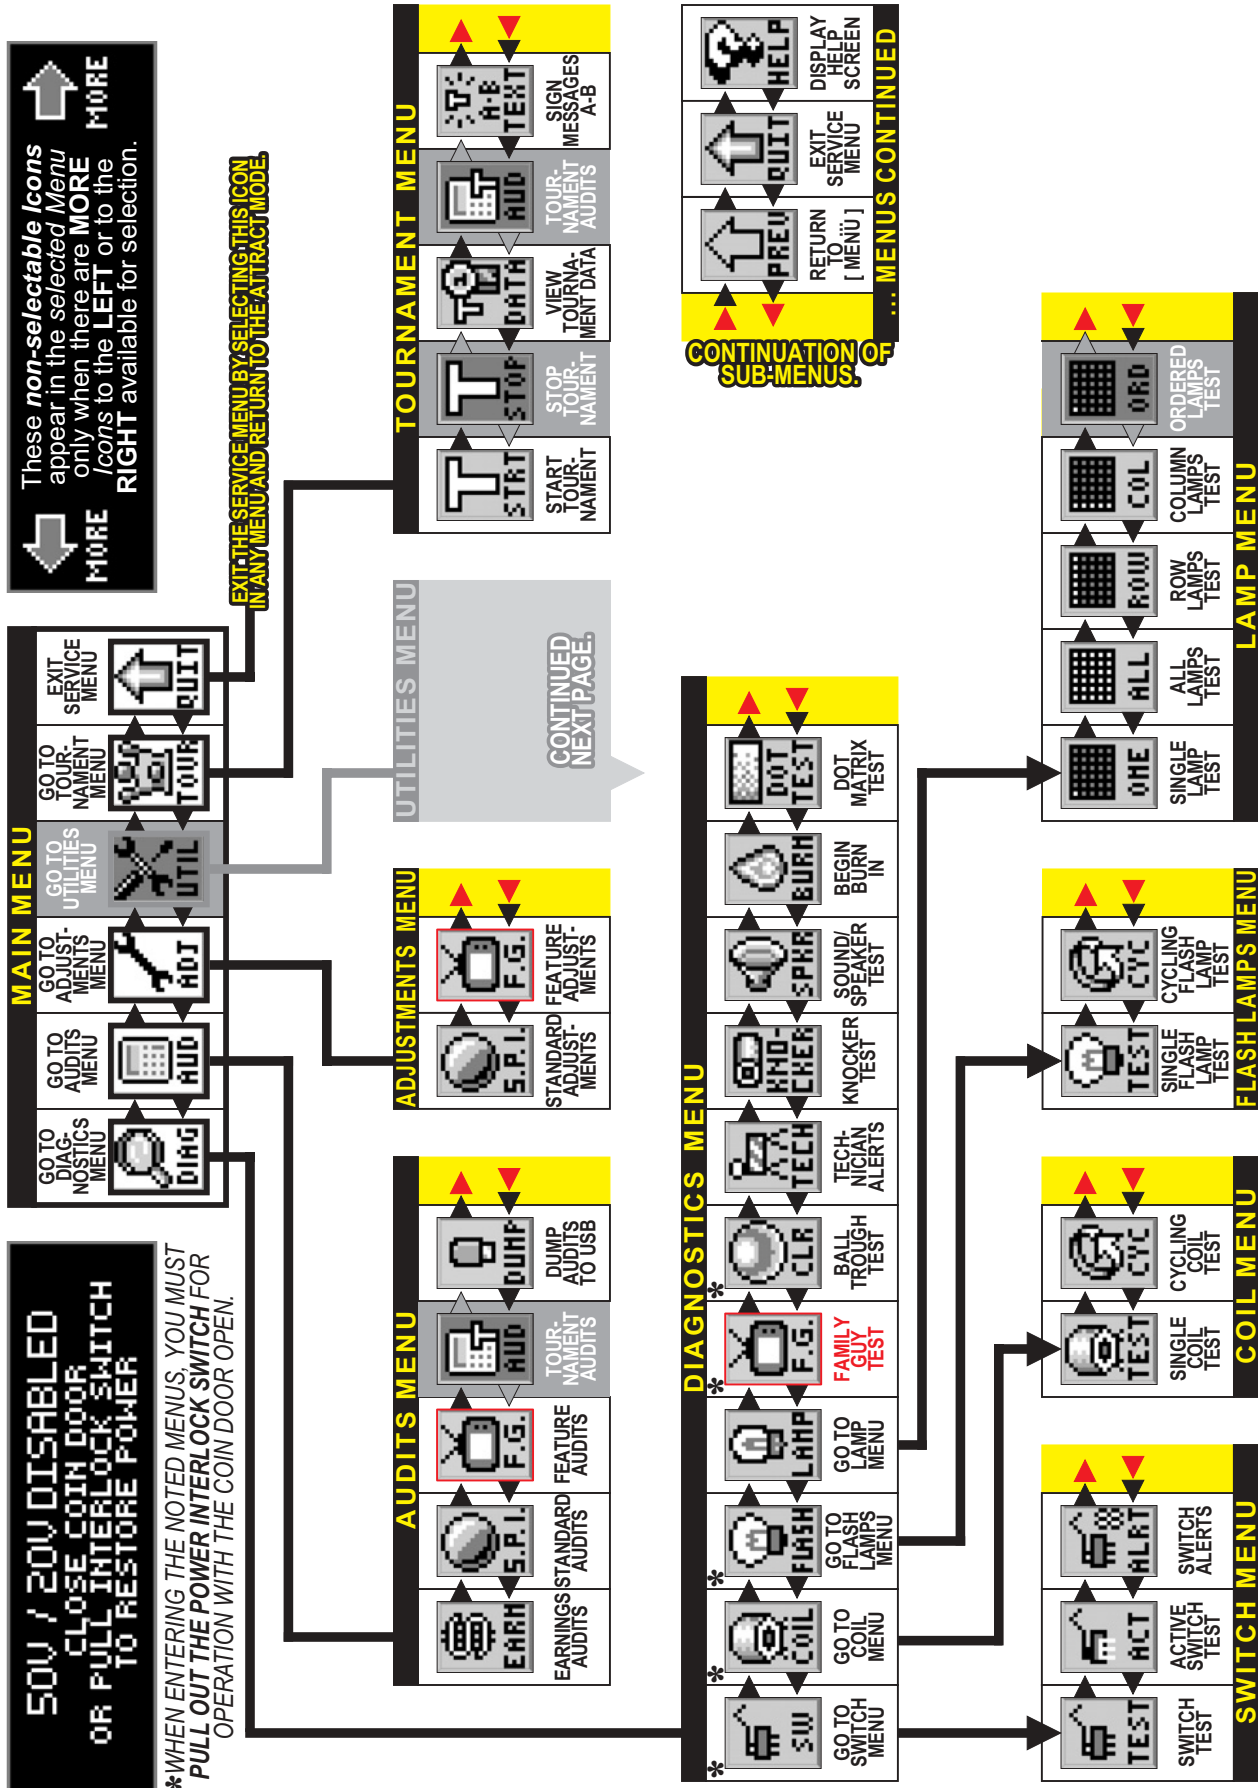 50V / 20V DISABLED
CLOSE COIN DOOR
OR PULL INTERLOCK SWITCH
TO RESTORE POWER
*WHEN ENTERING THE NOTED MENUS, YOU MUST
PULL OUT THE POWER INTERLOCK SWITCH FOR
OPERATION WITH THE COIN DOOR OPEN.
MAIN MENU
GO TO
DIAG-
NOSTICS
MENU
DIAG
GO TO
AUDITS
MENU
AUD
GO TO
ADJUST-
MENTS
MENU
ADJ
GO TO
UTILITIES
MENU
UTIL
GO TO
TOUR-
NAMENT
MENU
TOUR
EXIT
SERVICE
MENU
QUIT
MORE
These non-selectable Icons
appear in the selected Menu
only when there are MORE
Icons to the LEFT or to the
RIGHT available for selection.
MORE
EXIT THE SERVICE MENU BY SELECTING THIS ICON
IN ANY MENU AND RETURN TO THE ATTRACT MODE.
AUDITS MENU
EARN
EARNINGS
AUDITS
S.P.I.
STANDARD
AUDITS
F.G.
FEATURE
AUDITS
AUD
TOUR-
NAMENT
AUDITS
DUMP
DUMP
AUDITS
TO USB
ADJUSTMENTS MENU
S.P.I.
STANDARD
ADJUST-
MENTS
F.G.
FEATURE
ADJUST-
MENTS
UTILITIES MENU
CONTINUED
NEXT PAGE.
TOURNAMENT MENU
STRT
START
TOUR-
NAMENT
STOP
STOP
TOUR-
NAMENT
DATA
VIEW
TOURNA-
MENT DATA
AUD
TOUR-
NAMENT
AUDITS
A-B
TEXT
SIGN
MESSAGES
A-B
DIAGNOSTICS MENU
*
SW
GO TO
SWITCH
MENU
*
COIL
GO TO
COIL
MENU
*
FLASH
GO TO
FLASH
LAMPS
MENU
LAMP
GO TO
LAMP
MENU
*
F.G.
FAMILY
GUY
TEST
*
CLR
BALL
TROUGH
TEST
TECH
TECH-
NICIAN
ALERTS
KNO-
CKER
KNOCKER
TEST
SPKR
SOUND/
SPEAKER
TEST
BURN
BEGIN
BURN
IN
DOT
TEST
DOT
MATRIX
TEST
CONTINUATION OF
SUB-MENUS.
PREV
RETURN
TO ...
[ MENU ]
QUIT
EXIT
SERVICE
MENU
HELP
DISPLAY
HELP
SCREEN
... MENUS CONTINUED
TEST
SWITCH
TEST
ACT
ACTIVE
SWITCH
TEST
ALRT
SWITCH
ALERTS
SWITCH MENU
TEST
SINGLE
COIL
TEST
CYC
CYCLING
COIL
TEST
COIL MENU
TEST
SINGLE
FLASH
LAMP
TEST
CYC
CYCLING
FLASH
LAMP
TEST
FLASH LAMPS MENU
ONE
SINGLE
LAMP
TEST
ALL
ALL
LAMPS
TEST
ROW
ROW
LAMPS
TEST
COL
COLUMN
LAMPS
TEST
ORD
ORDERED
LAMPS
TEST
LAMP MENU